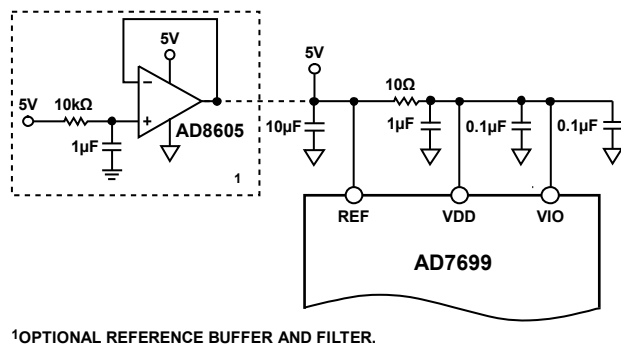 5V
5V
5V
10kΩ
–
+
AD8605
1µF
1
10Ω
10µF
1µF
0.1µF
0.1µF
REF
VDD
VIO
AD7699
1OPTIONAL REFERENCE BUFFER AND FILTER.